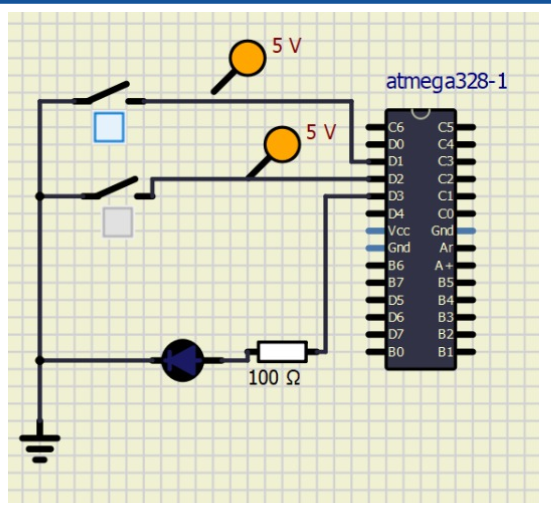 5 V
atmega328-1
5 V
C6 C5
D0 C4
D1 C3
D2 C2
D3 C1
D4 C0
Vcc Gnd
Gnd Ar
B6 A+
B7 B5
D5 B4
D6 B3
D7 B2
B0 B1
100 Ω